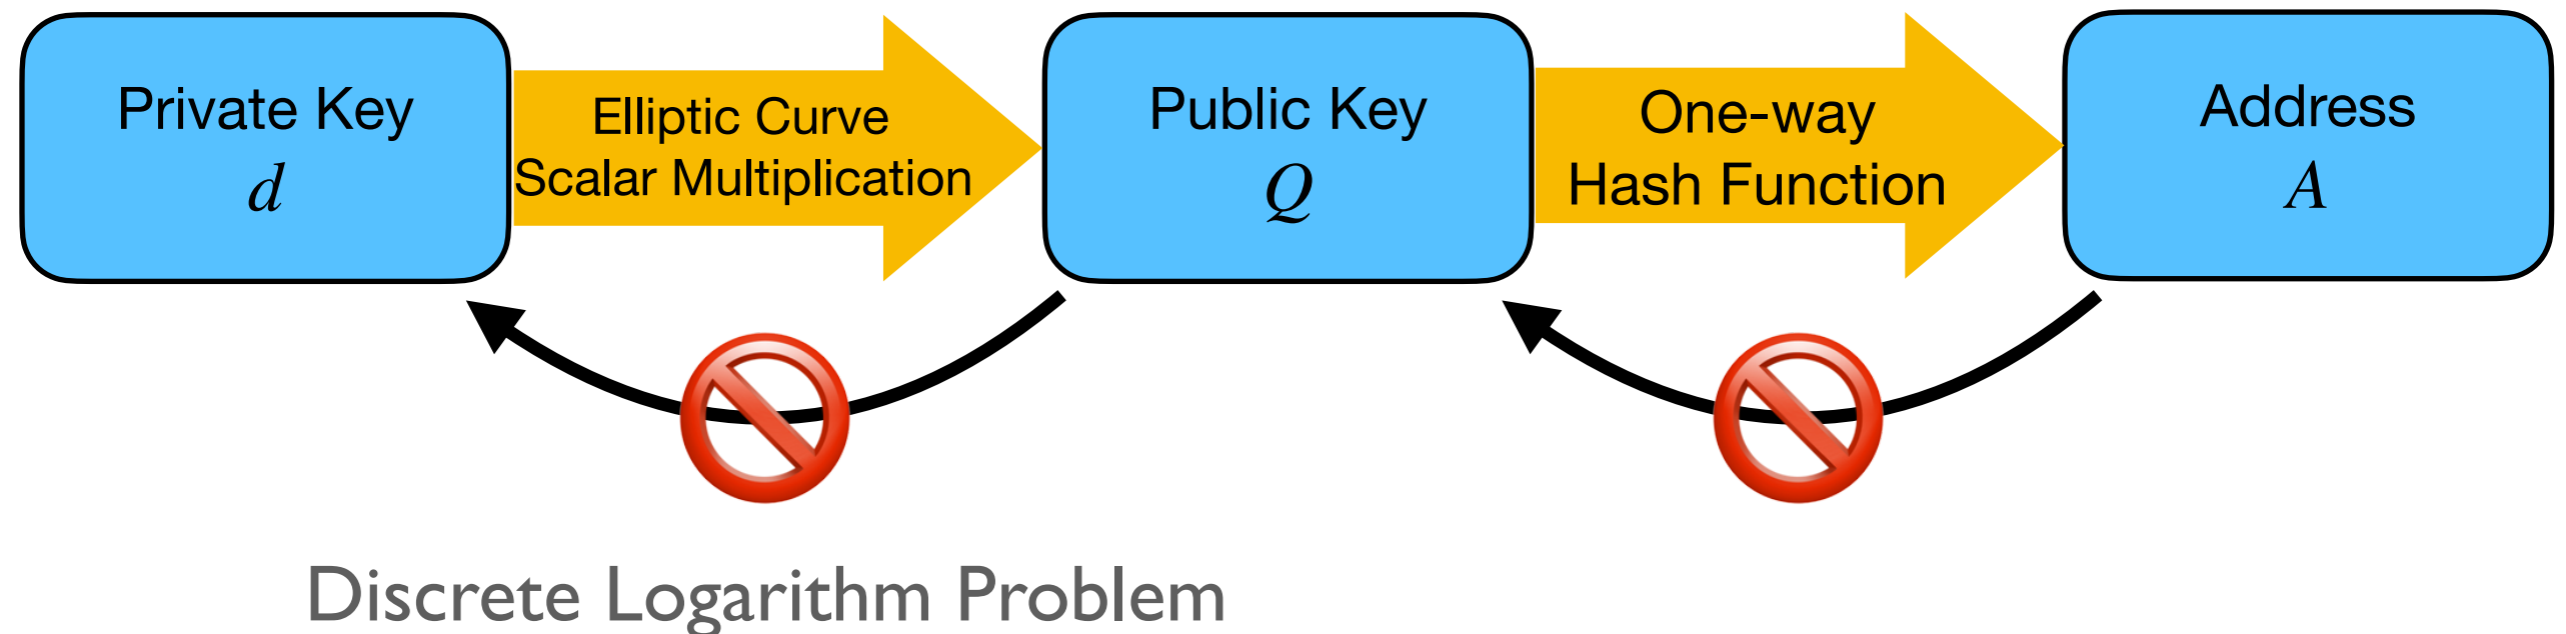 Private Key
d
Elliptic Curve
Scalar Multiplication
Public Key
Q
One-way
Hash Function
Address
A
Discrete Logarithm Problem